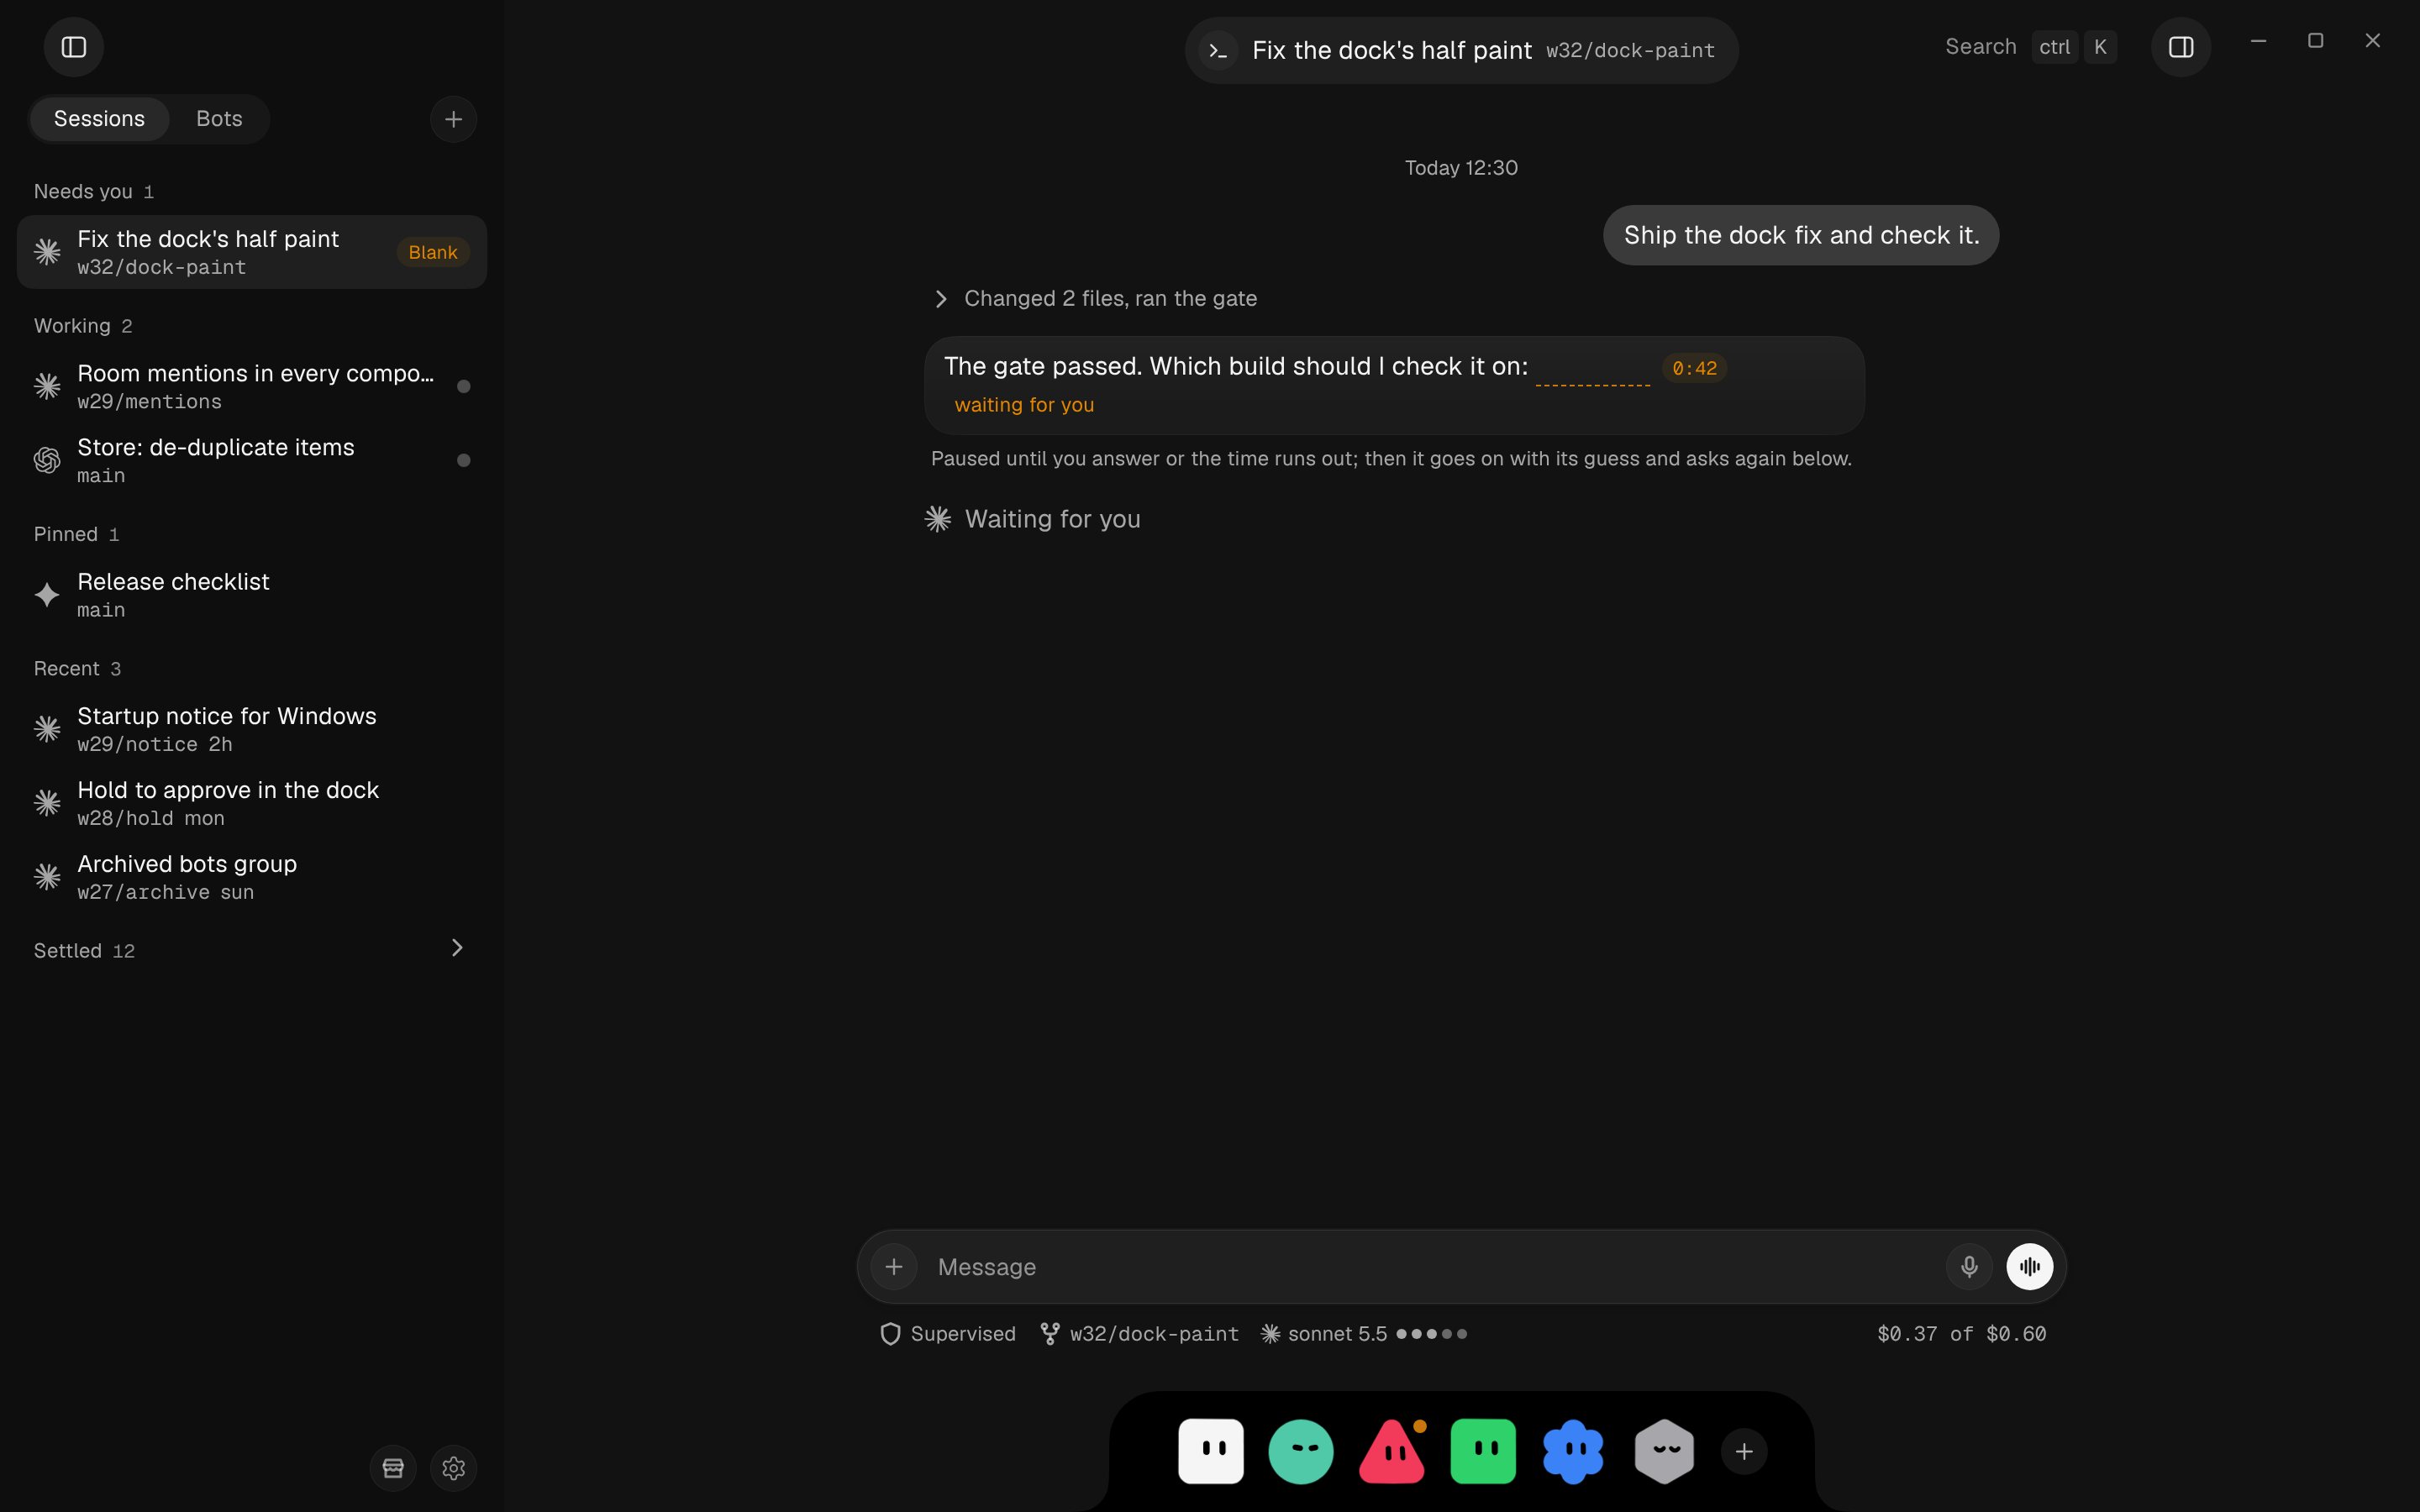 Fix the dock's half paint w32/dock-paint
Search ctrl K
Sessions Bots
Needs you 1
Fix the dock's half paint
w32/dock-paint
Blank
Working 2
Room mentions in every compo…
w29/mentions
Store: de-duplicate items
main
Pinned 1
Release checklist
main
Recent 3
Startup notice for Windows
w29/notice 2h
Hold to approve in the dock
w28/hold mon
Archived bots group
w27/archive sun
Settled 12
Today 12:30
Ship the dock fix and check it.
Changed 2 files, ran the gate
The gate passed. Which build should I check it on: 0:42
waiting for you
Paused until you answer or the time runs out; then it goes on with its guess and asks again below.
Waiting for you
Message
Supervised w32/dock-paint sonnet 5.5 $0.37 of $0.60